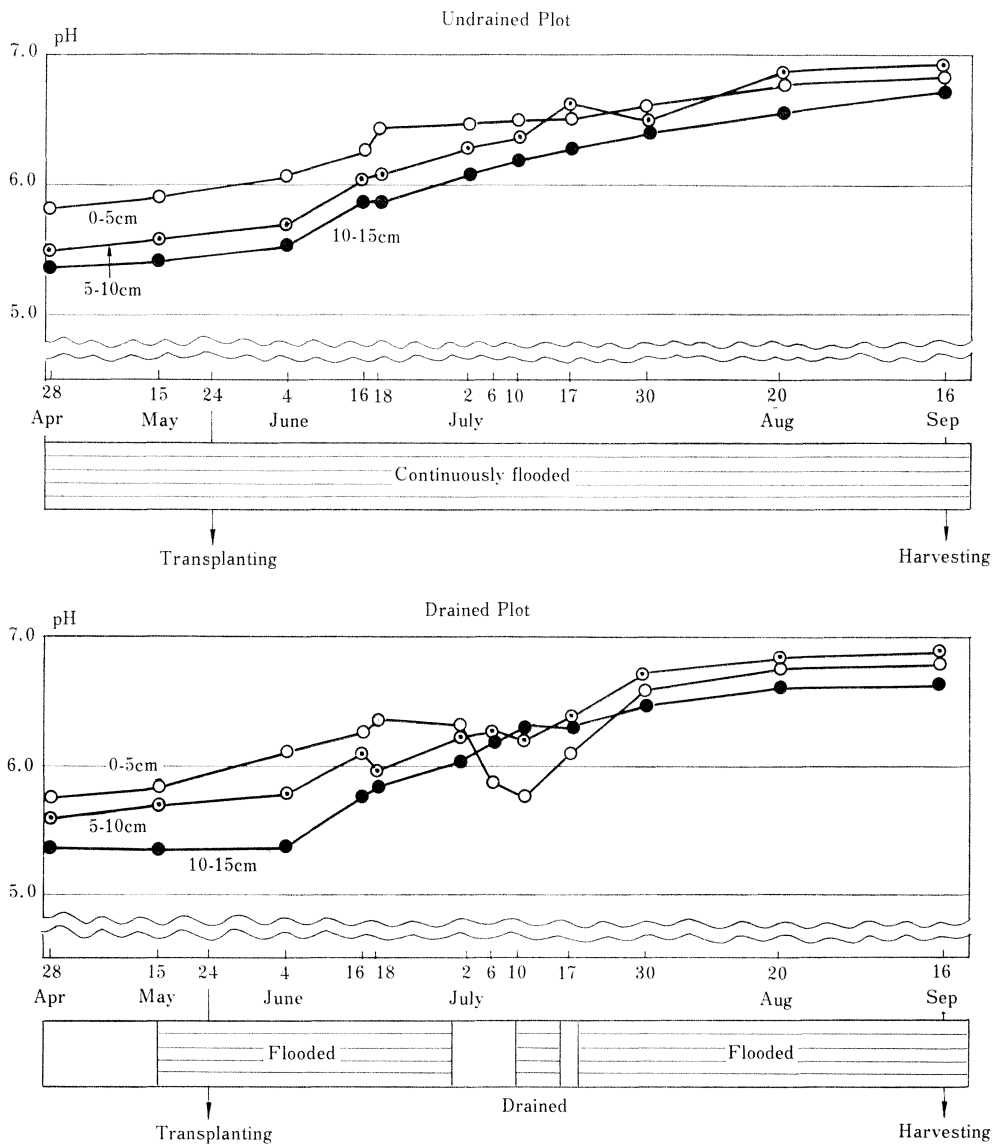 Undrained Plot
pH
7.0
6.0
0-5cm
10-15cm
5-10cm
5.0
28 15 24 4 16 18 2 6 10 17 30 20 16
Apr May June July Aug Sep
Continuously flooded
Transplanting Harvesting
Drained Plot
pH
7.0
6.0
0-5cm
5-10cm
10-15cm
5.0
28 15 24 4 16 18 2 6 10 17 30 20 16
Apr May June July Aug Sep
Flooded Flooded
Drained
Transplanting Harvesting